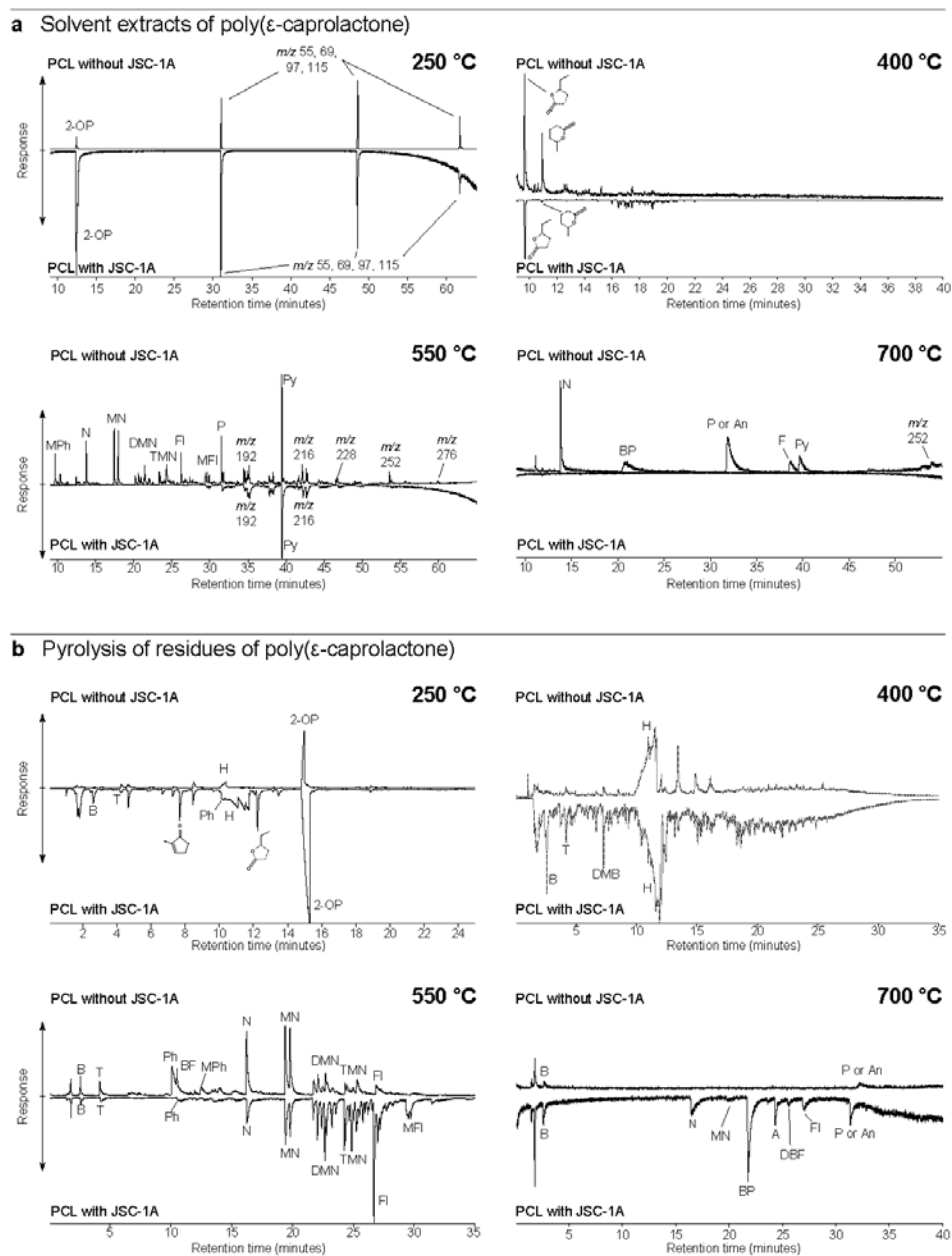 a Solvent extracts of poly(ε-caprolactone)
PCL without JSC-1A
250 °C
m/z 55, 69,
97, 115
2-OP
Response
2-OP
m/z 55, 69, 97, 115
PCL with JSC-1A
10 15 20 25 30 35 40 45 50 55 60
Retention time (minutes)
PCL without JSC-1A
400 °C
PCL with JSC-1A
10 12 14 16 18 20 22 24 26 28 30 32 34 36 38 40
Retention time (minutes)
PCL without JSC-1A
550 °C
Py
MPh
N
MN
DMN
TMN
Fl
MFl
P
m/z
192
m/z
216
m/z
228
m/z
252
m/z
276
Response
m/z
192
m/z
216
Py
PCL with JSC-1A
10 15 20 25 30 35 40 45 50 55 60
Retention time (minutes)
PCL without JSC-1A
700 °C
N
BP
P or An
F
Py
m/z
252
PCL with JSC-1A
10 15 20 25 30 35 40 45 50
Retention time (minutes)
b Pyrolysis of residues of poly(ε-caprolactone)
PCL without JSC-1A
250 °C
2-OP
H
Response
B
T
Ph
H
2-OP
PCL with JSC-1A
2 4 6 8 10 12 14 16 18 20 22 24
Retention time (minutes)
PCL without JSC-1A
400 °C
H
B
T
DMB
H
PCL with JSC-1A
5 10 15 20 25 30 35
Retention time (minutes)
PCL without JSC-1A
550 °C
B
T
Ph
BF
MPh
N
MN
DMN
TMN
Fl
Response
B
T
Ph
N
MN
DMN
TMN
Fl
MFl
PCL with JSC-1A
5 10 15 20 25 30 35
Retention time (minutes)
PCL without JSC-1A
700 °C
B
P or An
B
N
MN
BP
A
DBF
Fl
P or An
PCL with JSC-1A
5 10 15 20 25 30 35 40
Retention time (minutes)